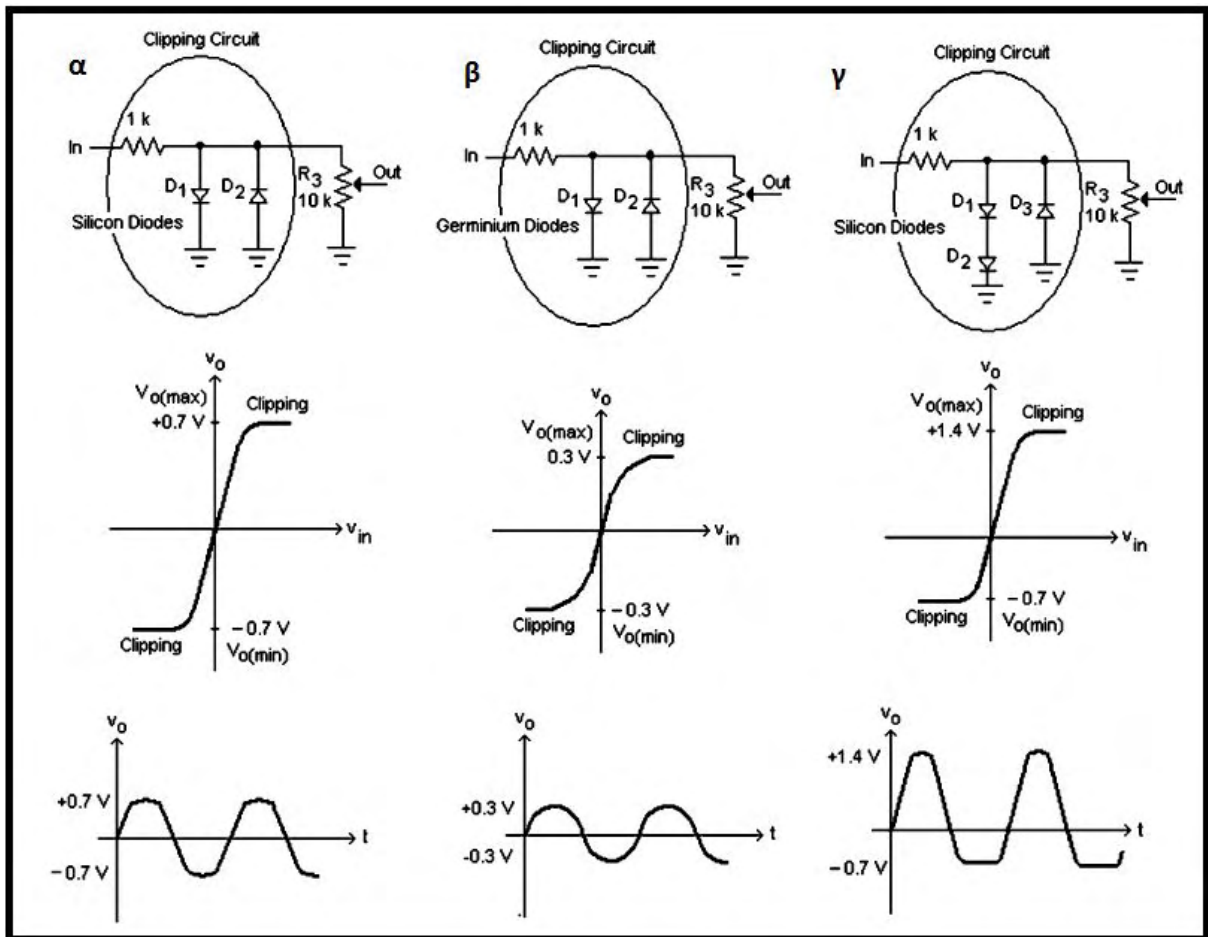 Clipping Circuit
α
1 k
In
D1
D2
R3
10 k
Out
Silicon Diodes
Clipping Circuit
β
1 k
In
D1
D2
R3
10 k
Out
Germinium Diodes
Clipping Circuit
γ
1 k
In
D1
D3
R3
10 k
Out
Silicon Diodes
D2
vo
Vo(max)
+0.7 V
Clipping
vin
−0.7 V
Clipping
Vo(min)
vo
Vo(max)
0.3 V
Clipping
vin
−0.3 V
Clipping
Vo(min)
vo
Vo(max)
+1.4 V
Clipping
vin
−0.7 V
Clipping
Vo(min)
vo
+0.7 V
t
−0.7 V
vo
+0.3 V
t
-0.3 V
vo
+1.4 V
t
−0.7 V